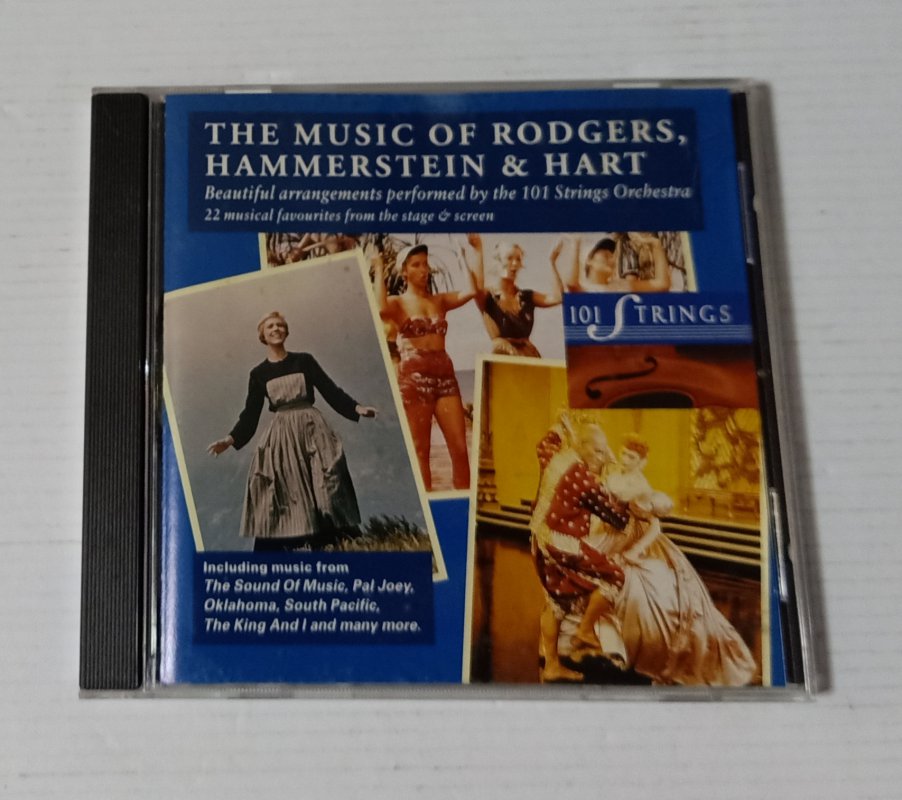 THE MUSIC OF RODGERS,
HAMMERSTEIN & HART
Beautiful arrangements performed by the 101 Strings Orchestra
22 musical favourites from the stage & screen
101 STRINGS
Including music from
The Sound Of Music, Pal Joey,
Oklahoma, South Pacific,
The King And I and many more.